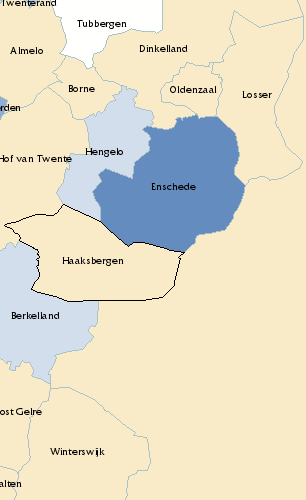 Twenterand
Tubbergen
Almelo
Dinkelland
Borne
Oldenzaal
Losser
rden
Hengelo
Hof van Twente
Enschede
Haaksbergen
Berkelland
ost Gelre
Winterswijk
alten